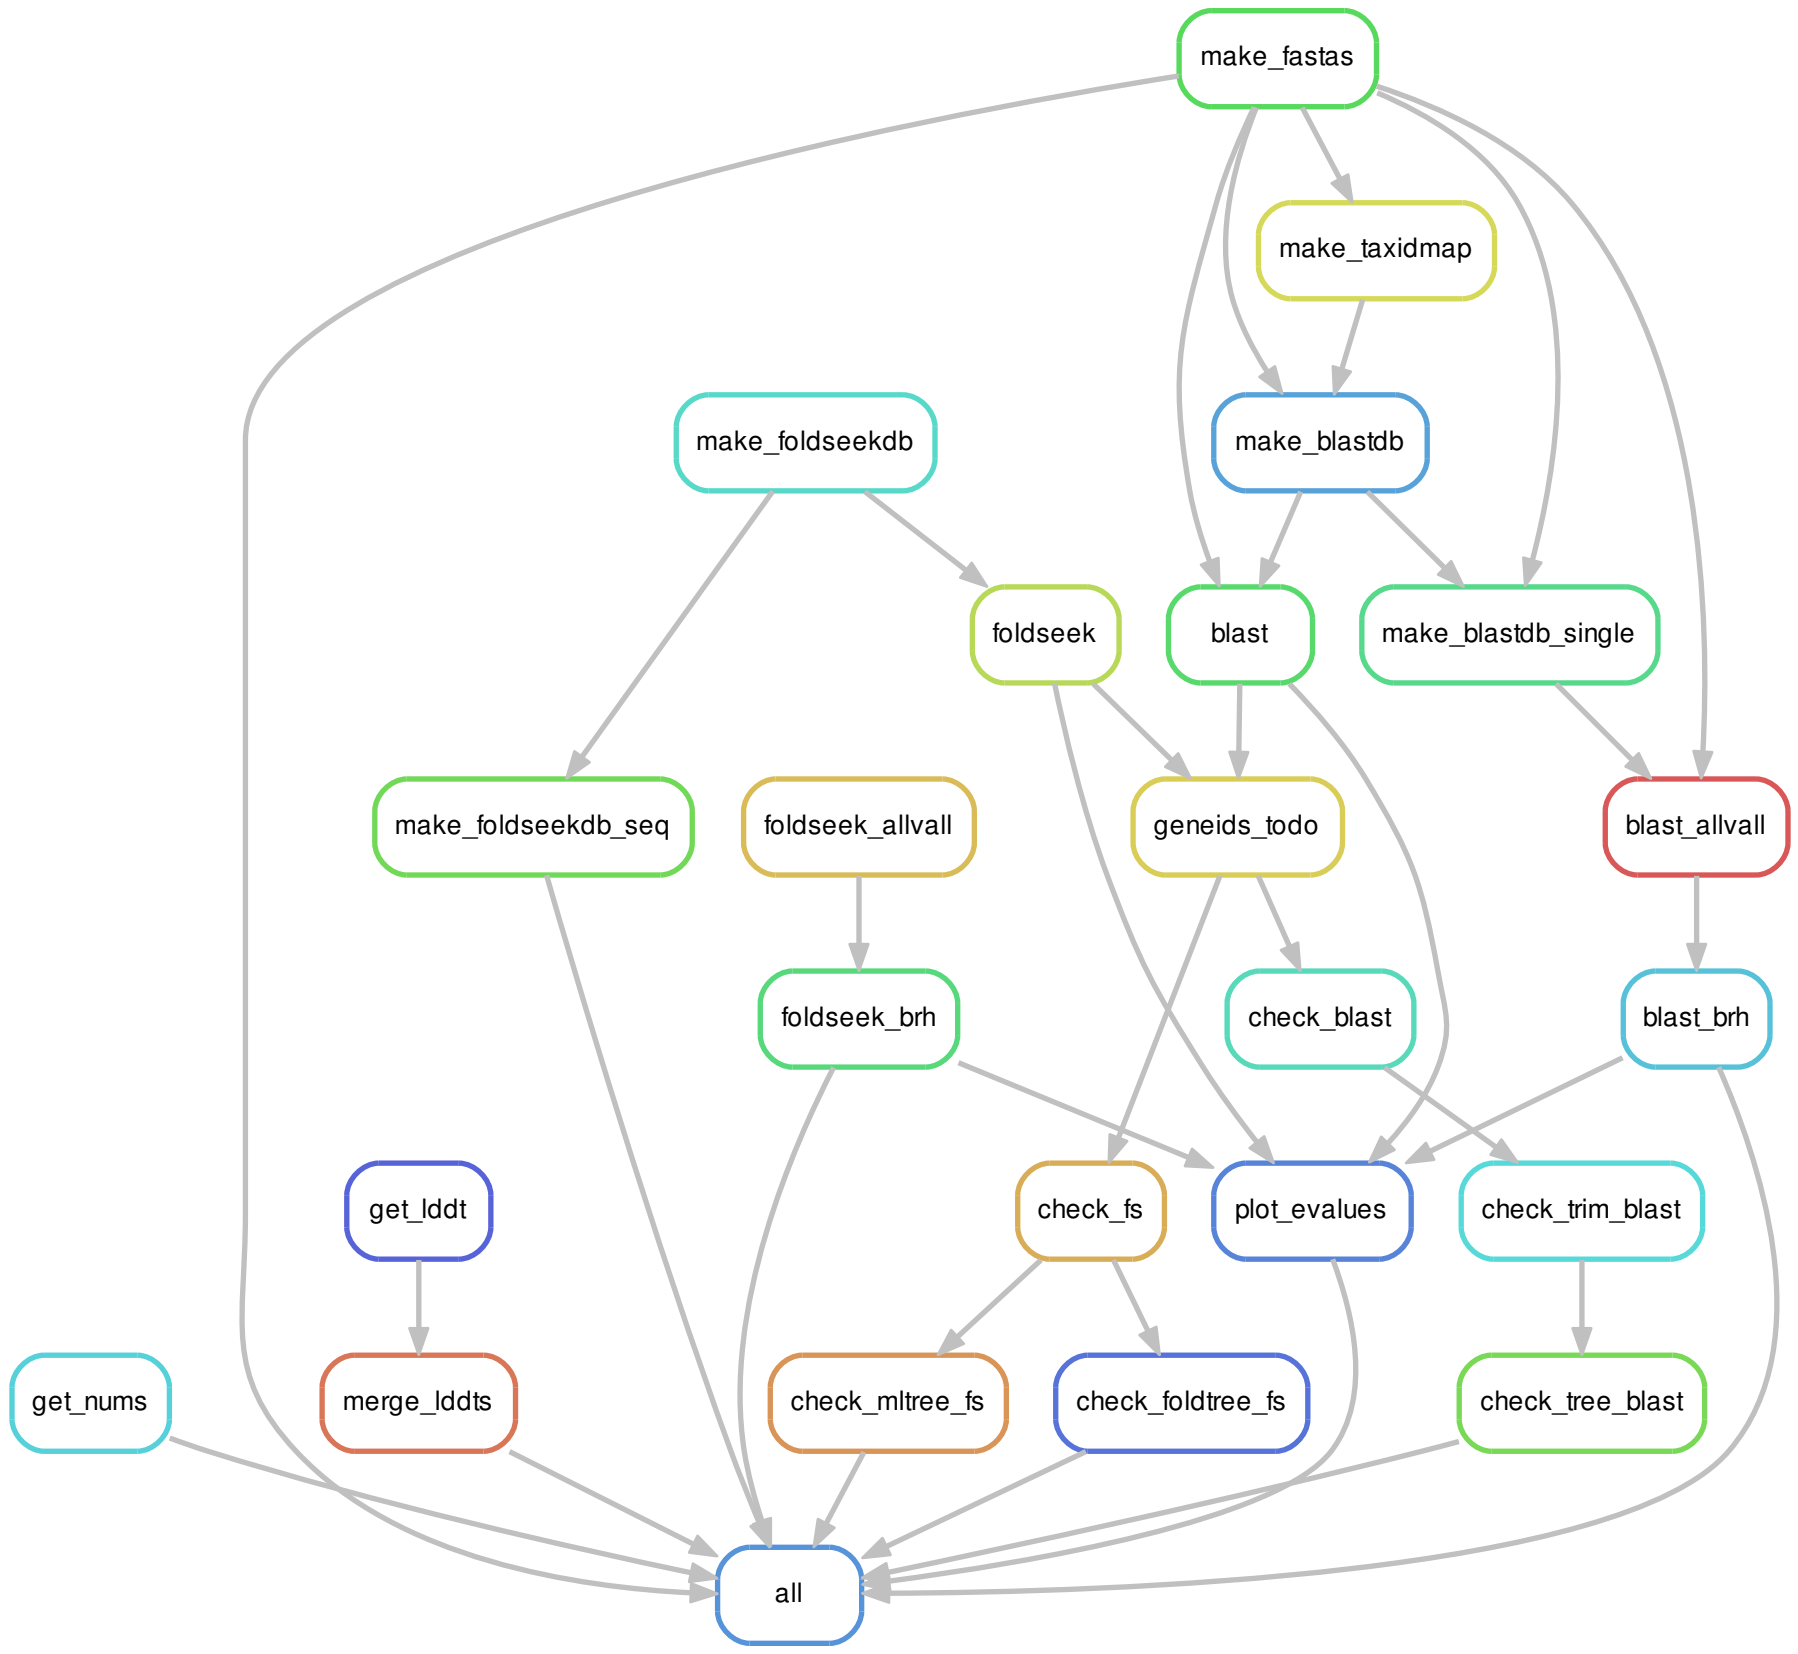 make_fastas
make_taxidmap
make_foldseekdb
make_blastdb
foldseek
blast
make_blastdb_single
make_foldseekdb_seq
foldseek_allvall
geneids_todo
blast_allvall
foldseek_brh
check_blast
blast_brh
get_lddt
check_fs
plot_evalues
check_trim_blast
get_nums
merge_lddts
check_mltree_fs
check_foldtree_fs
check_tree_blast
all